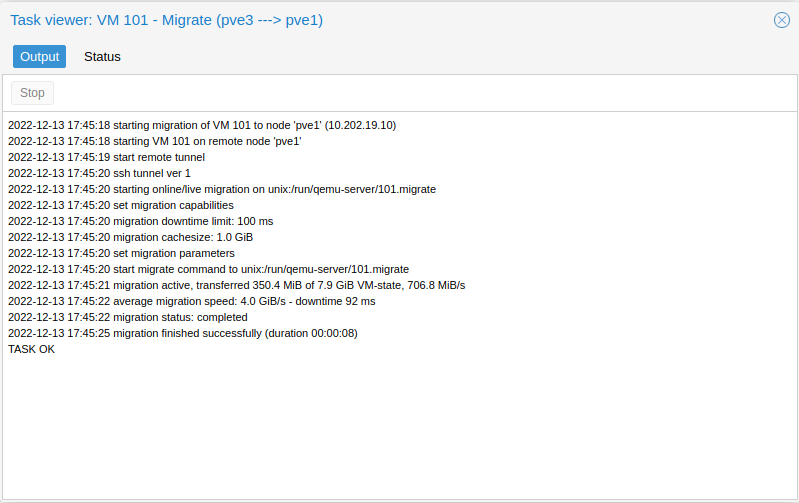 Task viewer: VM 101 - Migrate (pve3 ---> pve1)
Output Status
Stop
2022-12-13 17:45:18 starting migration of VM 101 to node 'pve1' (10.202.19.10)
2022-12-13 17:45:18 starting VM 101 on remote node 'pve1'
2022-12-13 17:45:19 start remote tunnel
2022-12-13 17:45:20 ssh tunnel ver 1
2022-12-13 17:45:20 starting online/live migration on unix:/run/qemu-server/101.migrate
2022-12-13 17:45:20 set migration capabilities
2022-12-13 17:45:20 migration downtime limit: 100 ms
2022-12-13 17:45:20 migration cachesize: 1.0 GiB
2022-12-13 17:45:20 set migration parameters
2022-12-13 17:45:20 start migrate command to unix:/run/qemu-server/101.migrate
2022-12-13 17:45:21 migration active, transferred 350.4 MiB of 7.9 GiB VM-state, 706.8 MiB/s
2022-12-13 17:45:22 average migration speed: 4.0 GiB/s - downtime 92 ms
2022-12-13 17:45:22 migration status: completed
2022-12-13 17:45:25 migration finished successfully (duration 00:00:08)
TASK OK